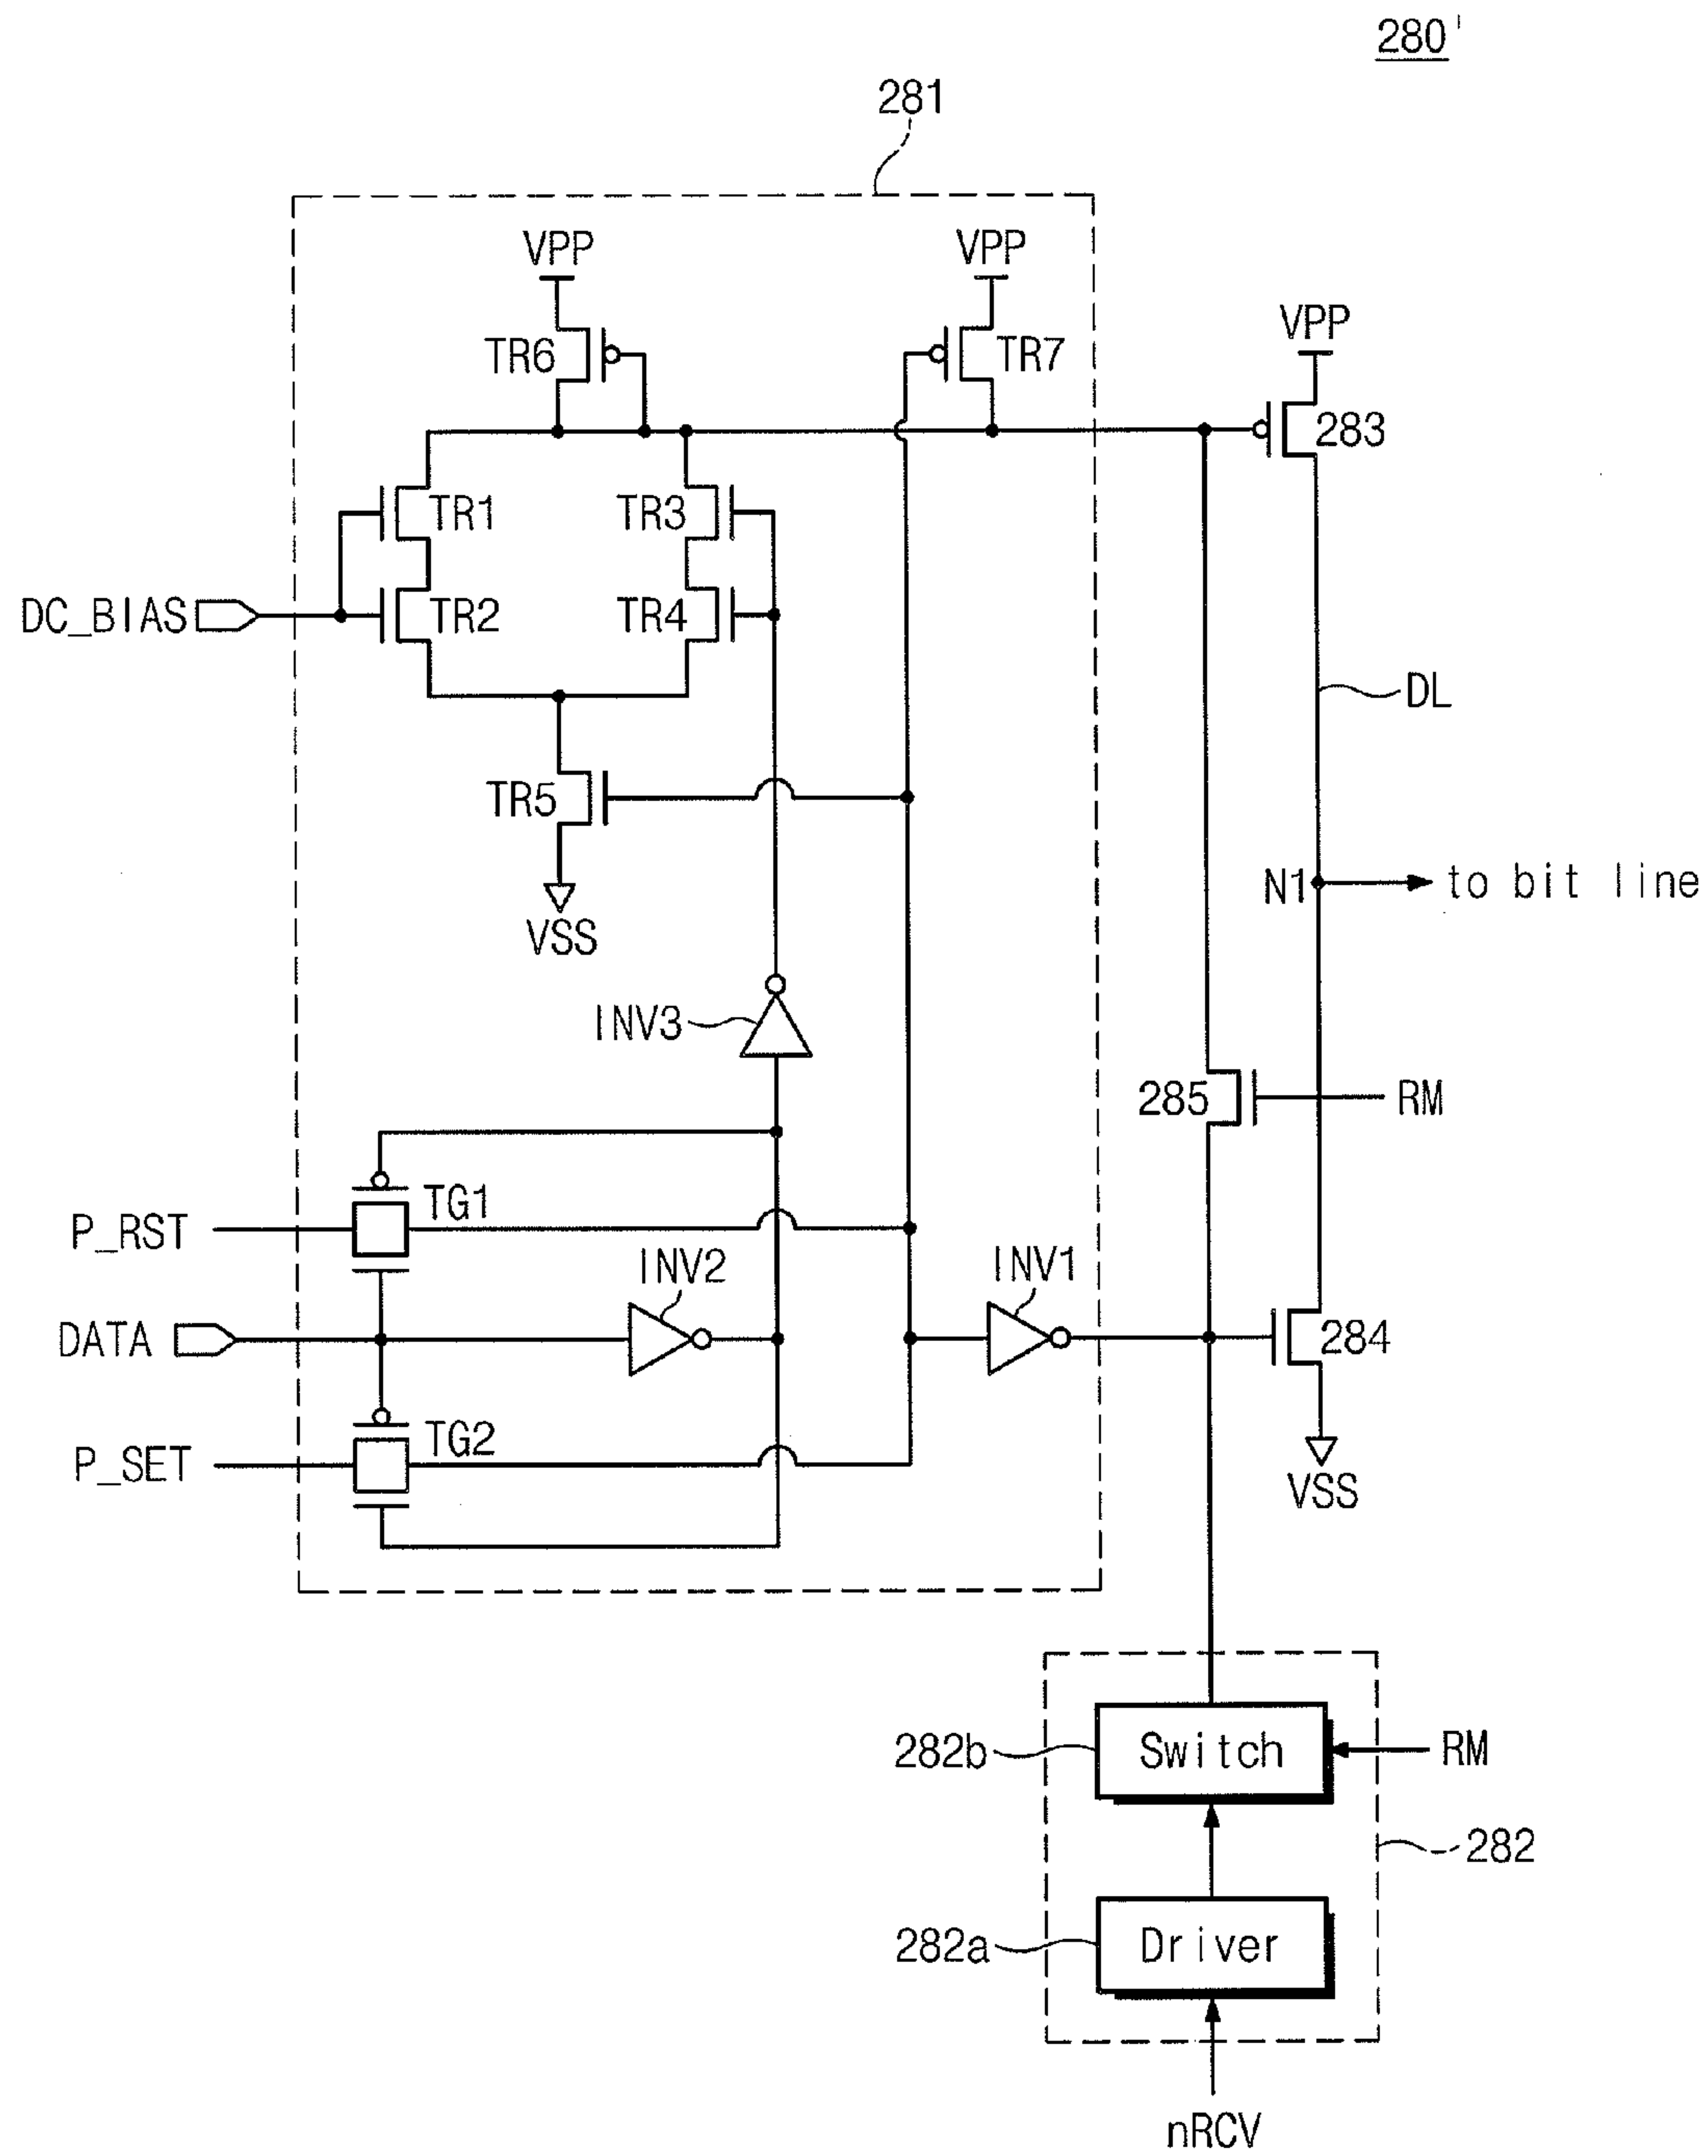 280'
281
VPP
VPP
VPP
TR6
TR7
283
TR1
TR3
DC_BIAS
TR2
TR4
DL
TR5
N1
to bit line
VSS
INV3
285
RM
TG1
P_RST
INV2
INV1
DATA
284
TG2
P_SET
VSS
282b
Switch
RM
282
282a
Driver
nRCV